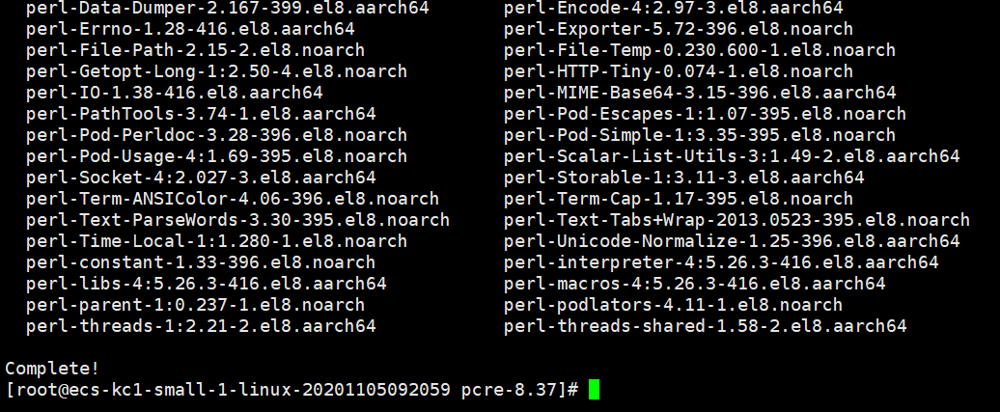 perl-Data-Dumper-2.167-399.el8.aarch64 perl-Encode-4:2.97-3.el8.aarch64
perl-Errno-1.28-416.el8.aarch64 perl-Exporter-5.72-396.el8.noarch
perl-File-Path-2.15-2.el8.noarch perl-File-Temp-0.230.600-1.el8.noarch
perl-Getopt-Long-1:2.50-4.el8.noarch perl-HTTP-Tiny-0.074-1.el8.noarch
perl-IO-1.38-416.el8.aarch64 perl-MIME-Base64-3.15-396.el8.aarch64
perl-PathTools-3.74-1.el8.aarch64 perl-Pod-Escapes-1:1.07-395.el8.noarch
perl-Pod-Perldoc-3.28-396.el8.noarch perl-Pod-Simple-1:3.35-395.el8.noarch
perl-Pod-Usage-4:1.69-395.el8.noarch perl-Scalar-List-Utils-3:1.49-2.el8.aarch64
perl-Socket-4:2.027-3.el8.aarch64 perl-Storable-1:3.11-3.el8.aarch64
perl-Term-ANSIColor-4.06-396.el8.noarch perl-Term-Cap-1.17-395.el8.noarch
perl-Text-ParseWords-3.30-395.el8.noarch perl-Text-Tabs+Wrap-2013.0523-395.el8.noarch
perl-Time-Local-1:1.280-1.el8.noarch perl-Unicode-Normalize-1.25-396.el8.aarch64
perl-constant-1.33-396.el8.noarch perl-interpreter-4:5.26.3-416.el8.aarch64
perl-libs-4:5.26.3-416.el8.aarch64 perl-macros-4:5.26.3-416.el8.aarch64
perl-parent-1:0.237-1.el8.noarch perl-podlators-4.11-1.el8.noarch
perl-threads-1:2.21-2.el8.aarch64 perl-threads-shared-1.58-2.el8.aarch64
Complete!
[root@ecs-kc1-small-1-linux-20201105092059 pcre-8.37]#